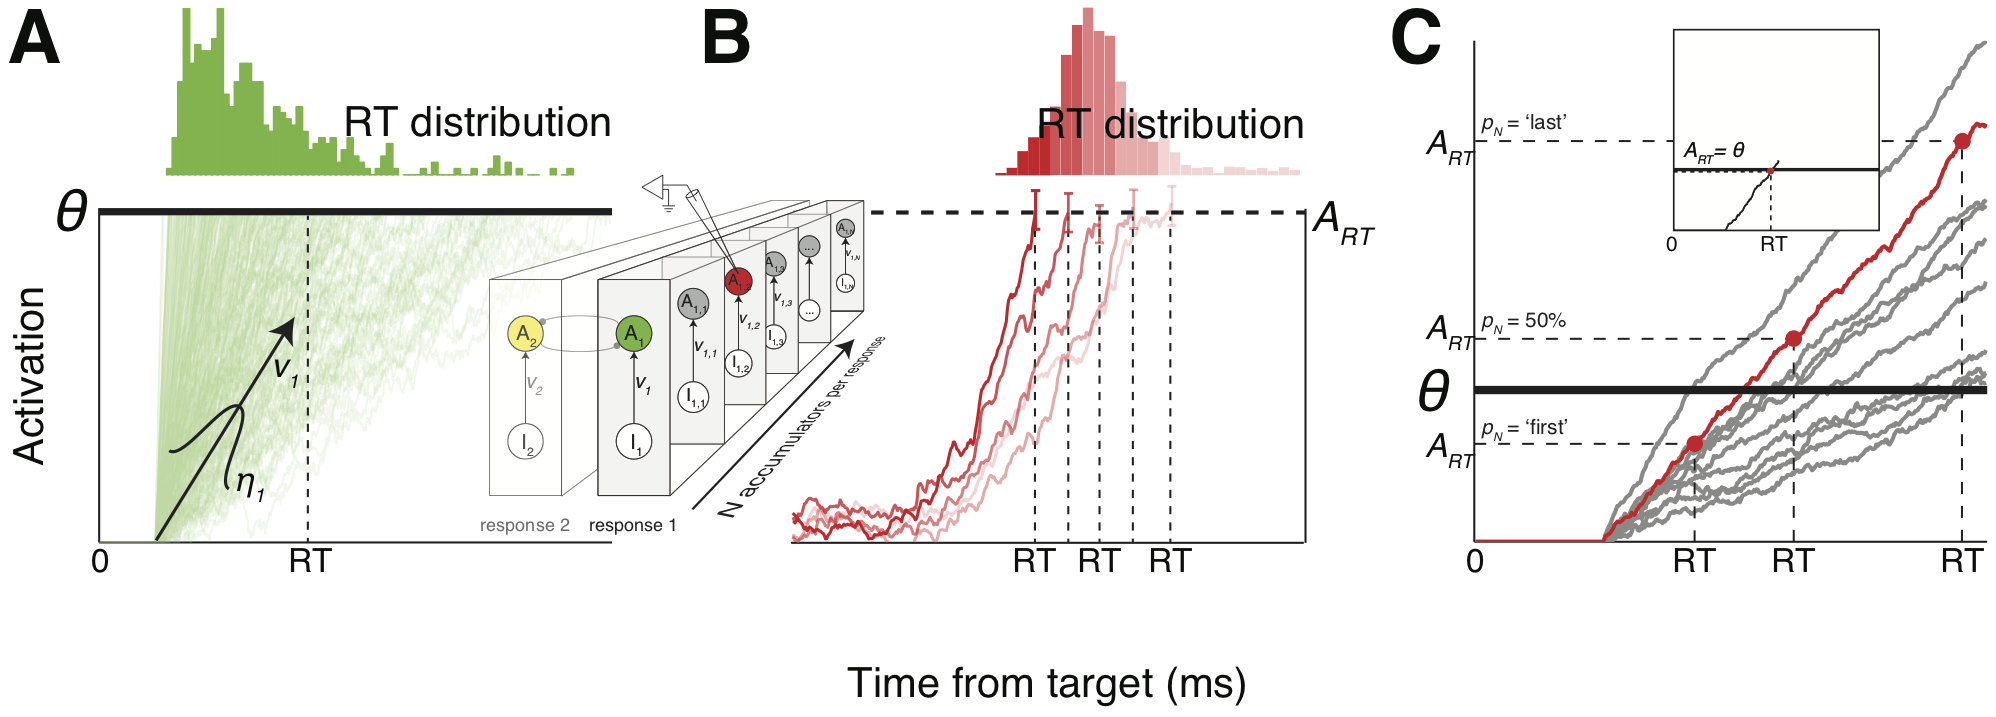 A
RT distribution
θ
Activation
v1
η1
0
RT
A2
v2
I2
response 2
A1
v1
I1
response 1
A1,1
v1,1
I1,1
A1,2
v1,2
I1,2
A1,3
v1,3
I1,3
...
...
A1,N
v1,N
I1,N
N accumulators per response
B
RT distribution
ART
RT
RT
RT
C
pN = ‘last’
ART
pN = 50%
ART
θ
pN = ‘first’
ART
0
RT
RT
RT
ART = θ
0
RT
Time from target (ms)